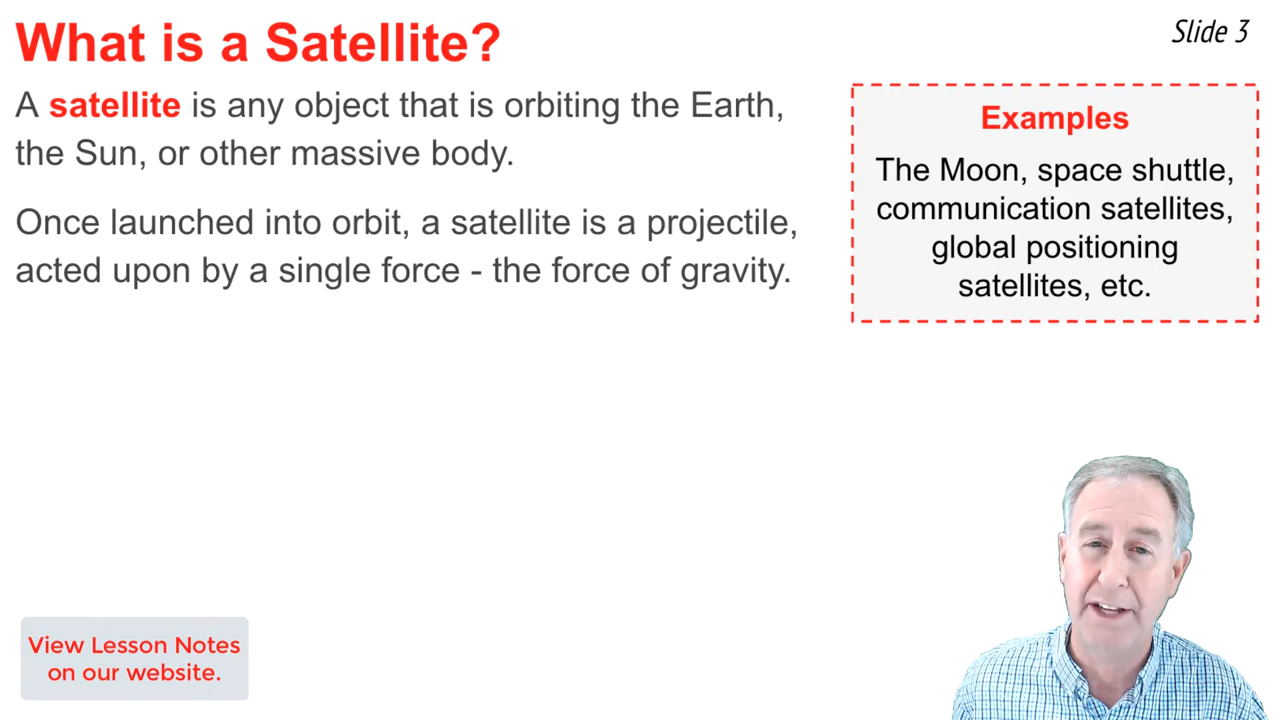 What is a Satellite?
Slide 3
A satellite is any object that is orbiting the Earth,
the Sun, or other massive body.
Once launched into orbit, a satellite is a projectile,
acted upon by a single force - the force of gravity.
Examples
The Moon, space shuttle,
communication satellites,
global positioning
satellites, etc.
View Lesson Notes
on our website.